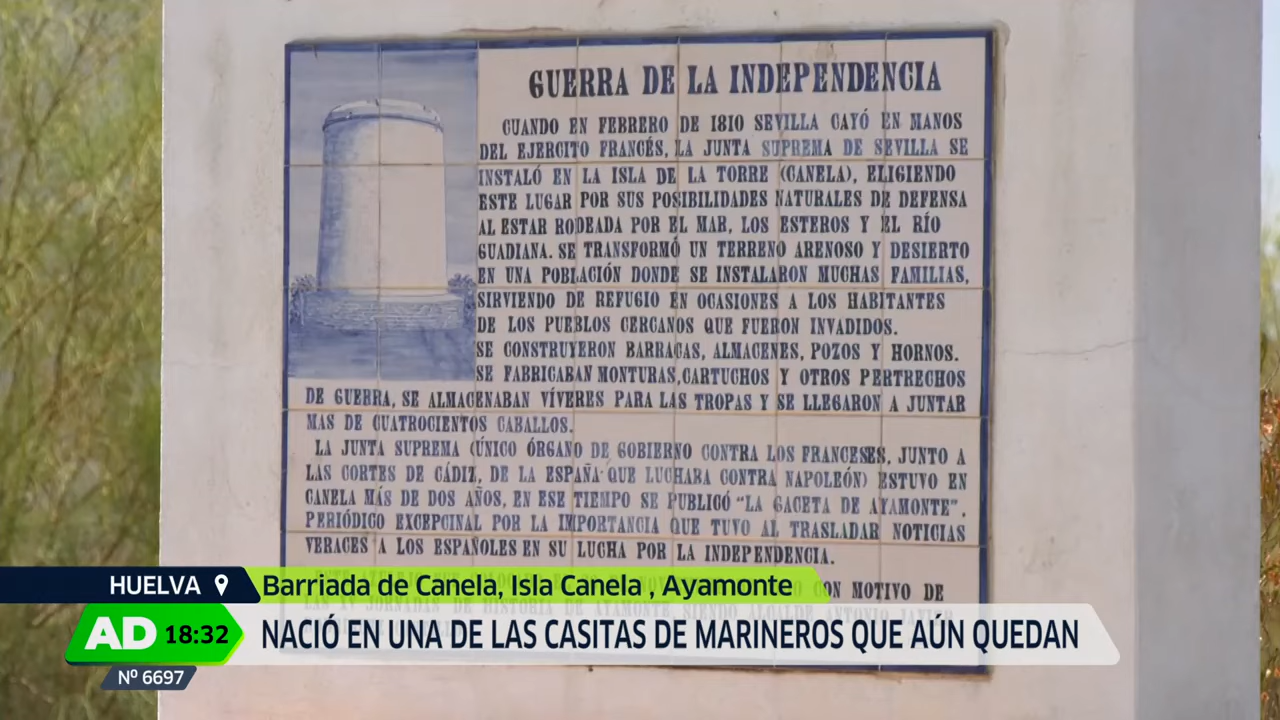 GUERRA DE LA INDEPENDENCIA
CUANDO EN FEBRERO DE 1810 SEVILLA CAYÓ EN MANOS
DEL EJERCITO FRANCÉS, LA JUNTA SUPREMA DE SEVILLA SE
INSTALÓ EN LA ISLA DE LA TORRE (CANELA), ELIGIENDO
ESTE LUGAR POR SUS POSIBILIDADES NATURALES DE DEFENSA
AL ESTAR RODEADA POR EL MAR, LOS ESTEROS Y EL RÍO
GUADIANA. SE TRANSFORMÓ UN TERRENO ARENOSO Y DESIERTO
EN UNA POBLACIÓN DONDE SE INSTALARON MUCHAS FAMILIAS,
SIRVIENDO DE REFUGIO EN OCASIONES A LOS HABITANTES
DE LOS PUEBLOS CERCANOS QUE FUERON INVADIDOS.
SE CONSTRUYERON BARRACAS, ALMACENES, POZOS Y HORNOS.
SE FABRICABAN MONTURAS, CARTUCHOS Y OTROS PERTRECHOS
DE GUERRA, SE ALMACENABAN VÍVERES PARA LAS TROPAS Y SE LLEGARON A JUNTAR
MAS DE CUATROCIENTOS CABALLOS.
LA JUNTA SUPREMA (ÚNICO ÓRGANO DE GOBIERNO CONTRA LOS FRANCESES, JUNTO A
LAS CORTES DE CÁDIZ, DE LA ESPAÑA QUE LUCHABA CONTRA NAPOLEÓN) ESTUVO EN
CANELA MÁS DE DOS AÑOS, EN ESE TIEMPO SE PUBLICÓ "LA GACETA DE AYAMONTE".
PERIÓDICO EXCEPCINAL POR LA IMPORTANCIA QUE TUVO AL TRASLADAR NOTICIAS
VERACES A LOS ESPAÑOLES EN SU LUCHA POR LA INDEPENDENCIA.
CON MOTIVO DE
HUELVA
Barriada de Canela, Isla Canela , Ayamonte
AD 18:32
NACIÓ EN UNA DE LAS CASITAS DE MARINEROS QUE AÚN QUEDAN
Nº 6697